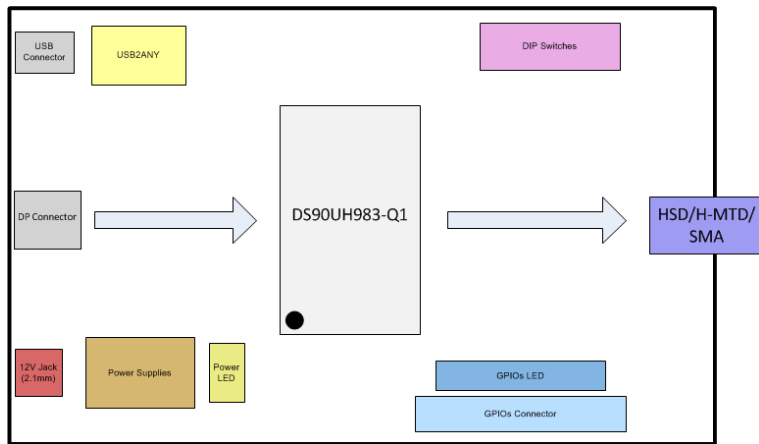 USB
Connector
USB2ANY
DIP Switches
DP Connector
DS90UH983-Q1
HSD/H-MTD/
SMA
12V Jack
(2.1mm)
Power Supplies
Power
LED
GPIOs LED
GPIOs Connector